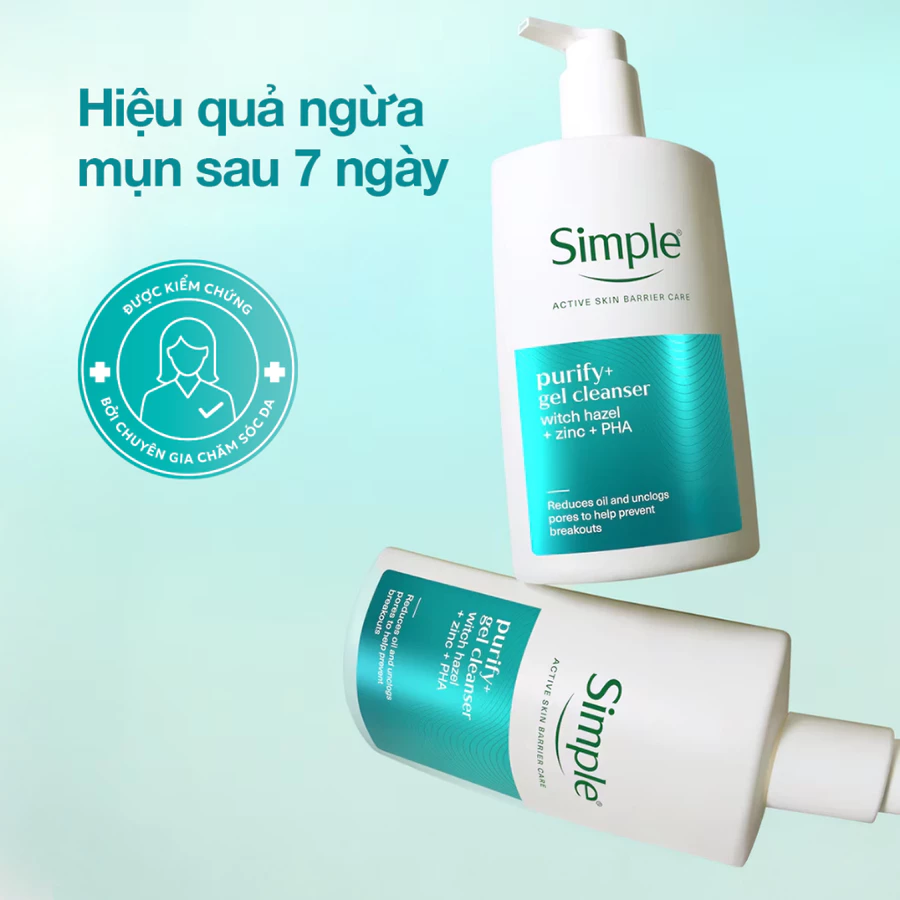 Hiệu quả ngừa
mụn sau 7 ngày
ĐƯỢC KIỂM CHỨNG
BỞI CHUYÊN GIA CHĂM SÓC DA
Simple®
ACTIVE SKIN BARRIER CARE
purify+
gel cleanser
witch hazel
+ zinc + PHA
Reduces oil and unclogs
pores to help prevent
breakouts
Simple®
ACTIVE SKIN BARRIER CARE
purify+
gel cleanser
witch hazel
+ zinc + PHA
Reduces oil and unclogs
pores to help prevent
breakouts